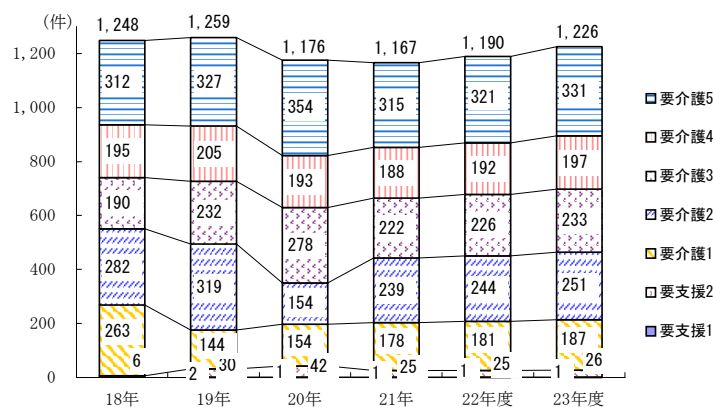 (件)
1,248 1,259 1,176 1,167 1,190 1,226
1,200
1,000
800
600
400
200
0
312 327 354 315 321 331
195 205 193 188 192 197
190 232 278 222 226 233
282 319 154 239 244 251
263 144 154 178 181 187
6 30 42 25 25 26
2 1 1 1 1
18年 19年 20年 21年 22年度 23年度
要介護5
要介護4
要介護3
要介護2
要介護1
要支援2
要支援1